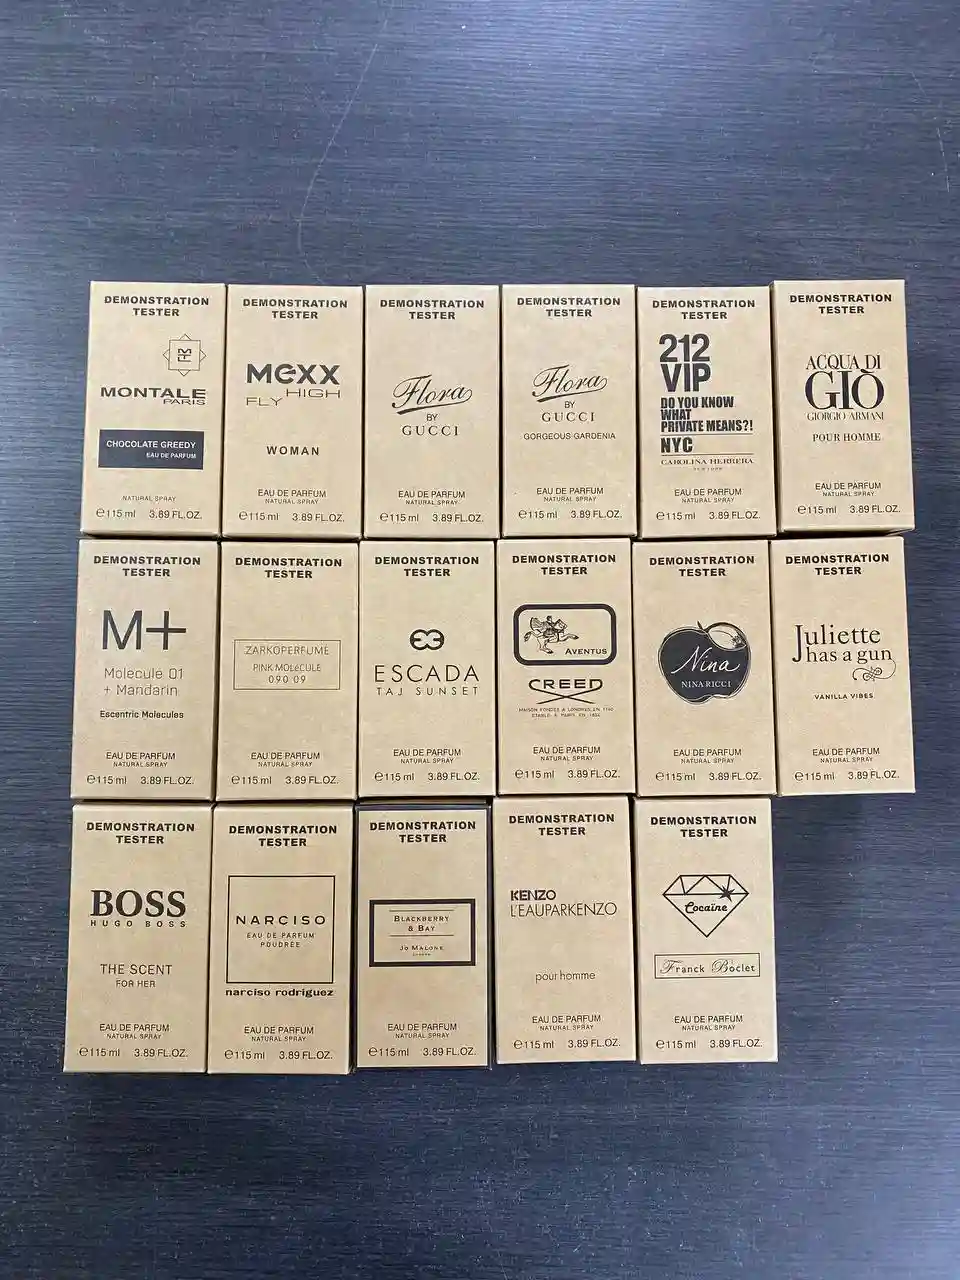 DEMONSTRATION
TESTER
MONTALE
PARIS
CHOCOLATE GREEDY
EAU DE PARFUM
NATURAL SPRAY
℮115 ml 3.89 FL.OZ.
DEMONSTRATION
TESTER
mexx
FLY HIGH
WOMAN
EAU DE PARFUM
NATURAL SPRAY
℮115 ml 3.89 FL.OZ.
DEMONSTRATION
TESTER
Flora
BY
GUCCI
EAU DE PARFUM
NATURAL SPRAY
℮115 ml 3.89 FL.OZ.
DEMONSTRATION
TESTER
Flora
BY
GUCCI
GORGEOUS GARDENIA
EAU DE PARFUM
NATURAL SPRAY
℮115 ml 3.89 FL.OZ.
DEMONSTRATION
TESTER
212
VIP
DO YOU KNOW
WHAT
PRIVATE MEANS?!
NYC
CAROLINA HERRERA
NEW YORK
EAU DE PARFUM
NATURAL SPRAY
℮115 ml 3.89 FL.OZ.
DEMONSTRATION
TESTER
ACQUA DI
GIÒ
GIORGIO ARMANI
POUR HOMME
EAU DE PARFUM
NATURAL SPRAY
℮115 ml 3.89 FL.OZ.
DEMONSTRATION
TESTER
M+
Molecule 01
+ Mandarin
Escentric Molecules
EAU DE PARFUM
NATURAL SPRAY
℮115 ml 3.89 FL.OZ.
DEMONSTRATION
TESTER
ZARKOPERFUME
PINK MOLéCULE
090.09
EAU DE PARFUM
NATURAL SPRAY
℮115 ml 3.89 FL.OZ.
DEMONSTRATION
TESTER
ESCADA
TAJ SUNSET
EAU DE PARFUM
NATURAL SPRAY
℮115 ml 3.89 FL.OZ.
DEMONSTRATION
TESTER
AVENTUS
CREED
EAU DE PARFUM
NATURAL SPRAY
℮115 ml 3.89 FL.OZ.
DEMONSTRATION
TESTER
Nina
NINA RICCI
EAU DE PARFUM
NATURAL SPRAY
℮115 ml 3.89 FL.OZ.
DEMONSTRATION
TESTER
Juliette
has a gun
VANILLA VIBES
EAU DE PARFUM
NATURAL SPRAY
℮115 ml 3.89 FL.OZ.
DEMONSTRATION
TESTER
BOSS
HUGO BOSS
THE SCENT
FOR HER
EAU DE PARFUM
NATURAL SPRAY
℮115 ml 3.89 FL.OZ.
DEMONSTRATION
TESTER
NARCISO
EAU DE PARFUM
POUDRÉE
narciso rodriguez
EAU DE PARFUM
NATURAL SPRAY
℮115 ml 3.89 FL.OZ.
DEMONSTRATION
TESTER
BLACKBERRY
& BAY
JO MALONE
LONDON
EAU DE PARFUM
NATURAL SPRAY
℮115 ml 3.89 FL.OZ.
DEMONSTRATION
TESTER
KENZO
L'EAUPARKENZO
pour homme
EAU DE PARFUM
NATURAL SPRAY
℮115 ml 3.89 FL.OZ.
DEMONSTRATION
TESTER
Cocaïne
Franck Boclet
EAU DE PARFUM
NATURAL SPRAY
℮115 ml 3.89 FL.OZ.